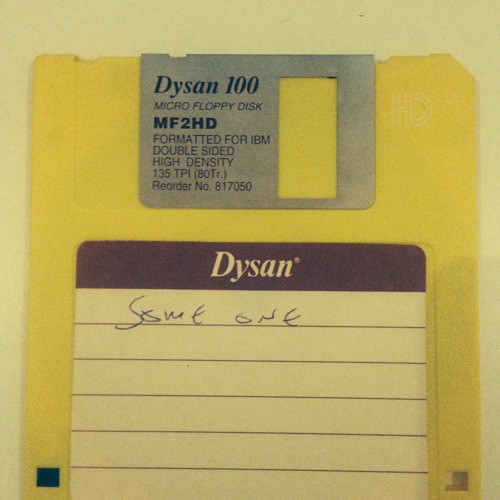 Dysan 100
MICRO FLOPPY DISK
MF2HD
FORMATTED FOR IBM
DOUBLE SIDED
HIGH DENSITY
135 TPI (80Tr.)
Reorder No. 817050
HD
Dysan®
SOME ONE